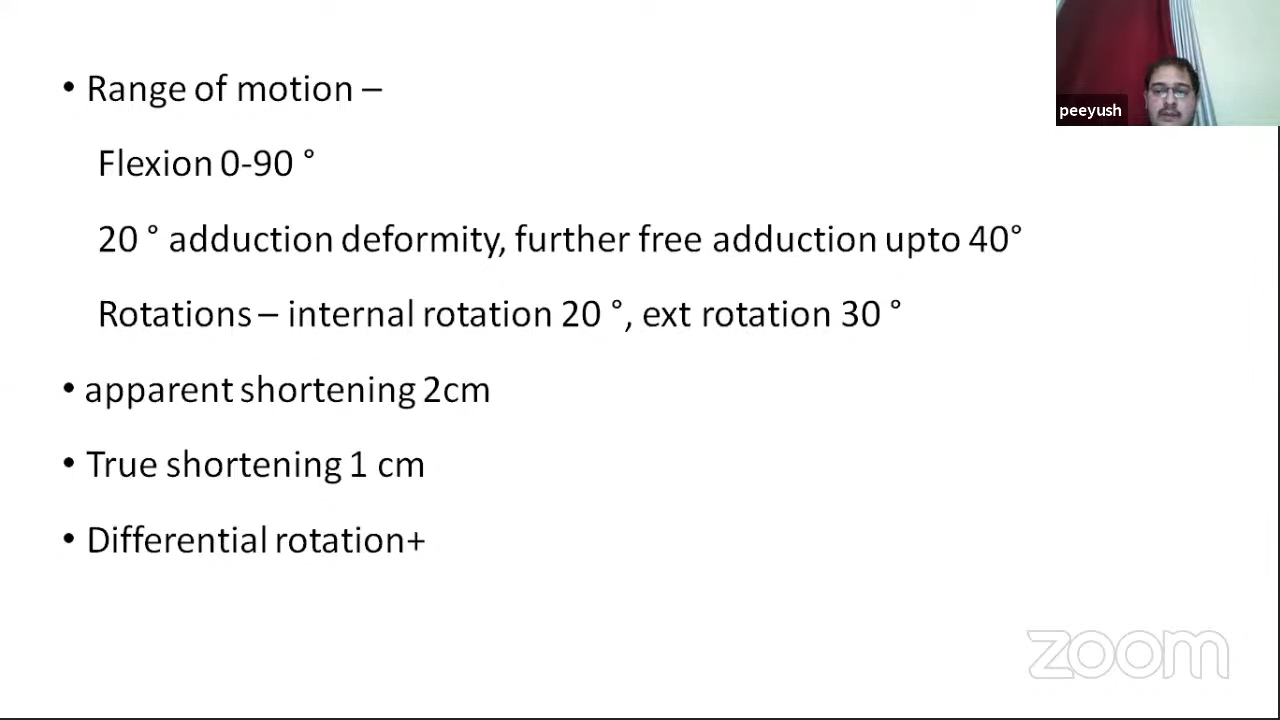 • Range of motion –
Flexion 0-90 °
20 ° adduction deformity, further free adduction upto 40°
Rotations – internal rotation 20 °, ext rotation 30 °
• apparent shortening 2cm
• True shortening 1 cm
• Differential rotation+
peeyush
zoom